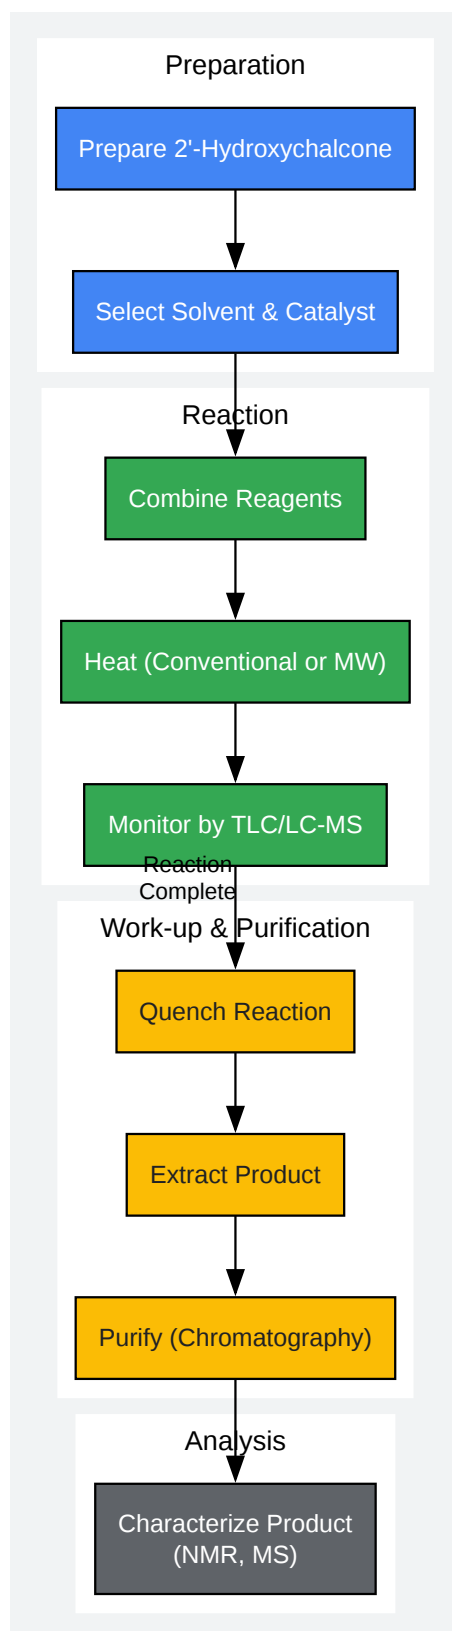 Preparation
Prepare 2'-Hydroxychalcone
Select Solvent & Catalyst
Reaction
Combine Reagents
Heat (Conventional or MW)
Monitor by TLC/LC-MS
Reaction
Complete
Work-up & Purification
Quench Reaction
Extract Product
Purify (Chromatography)
Analysis
Characterize Product
(NMR, MS)